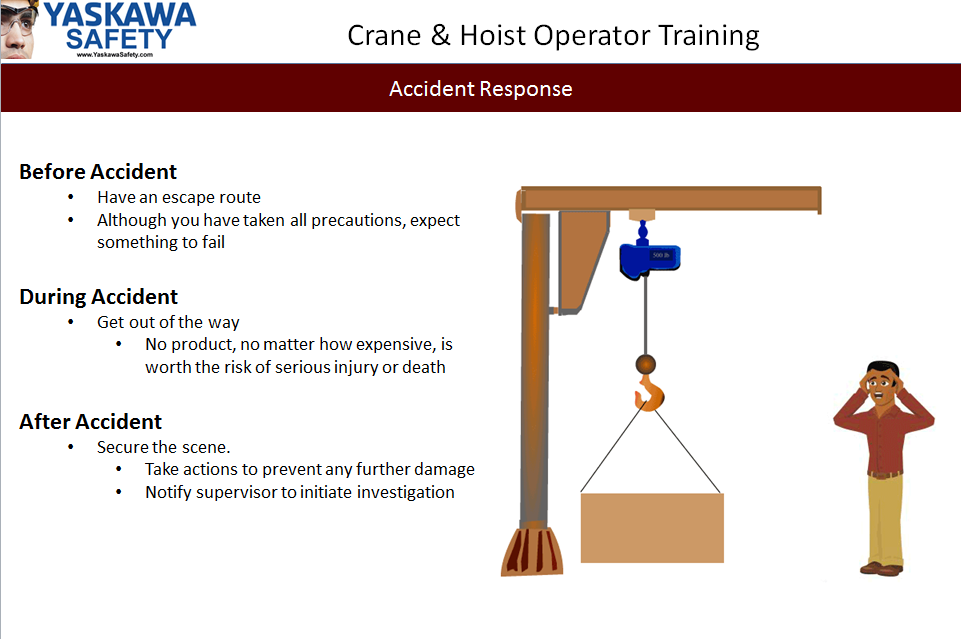 YASKAWA
SAFETY
www.YaskawaSafety.com
Crane & Hoist Operator Training
Accident Response
Before Accident
• Have an escape route
• Although you have taken all precautions, expect
something to fail
During Accident
• Get out of the way
• No product, no matter how expensive, is
worth the risk of serious injury or death
After Accident
• Secure the scene.
• Take actions to prevent any further damage
• Notify supervisor to initiate investigation
500 lb